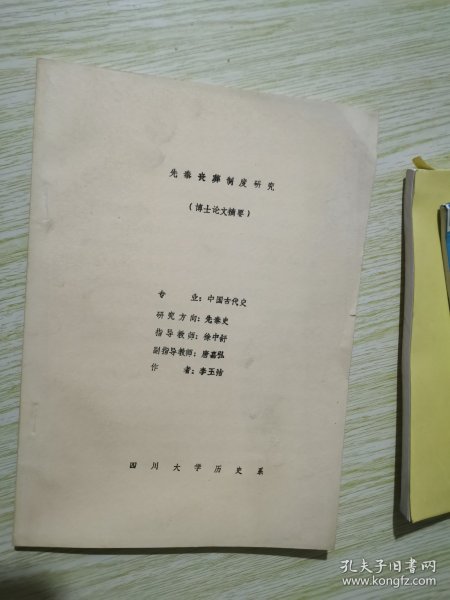 先秦丧葬制度研究
（博士论文摘要）
专 业：中国古代史
研究方向：先秦史
指导教师：徐中舒
副指导教师：唐嘉弘
作 者：李玉洁
四川大学历史系
孔夫子旧书网
www.kongfz.com